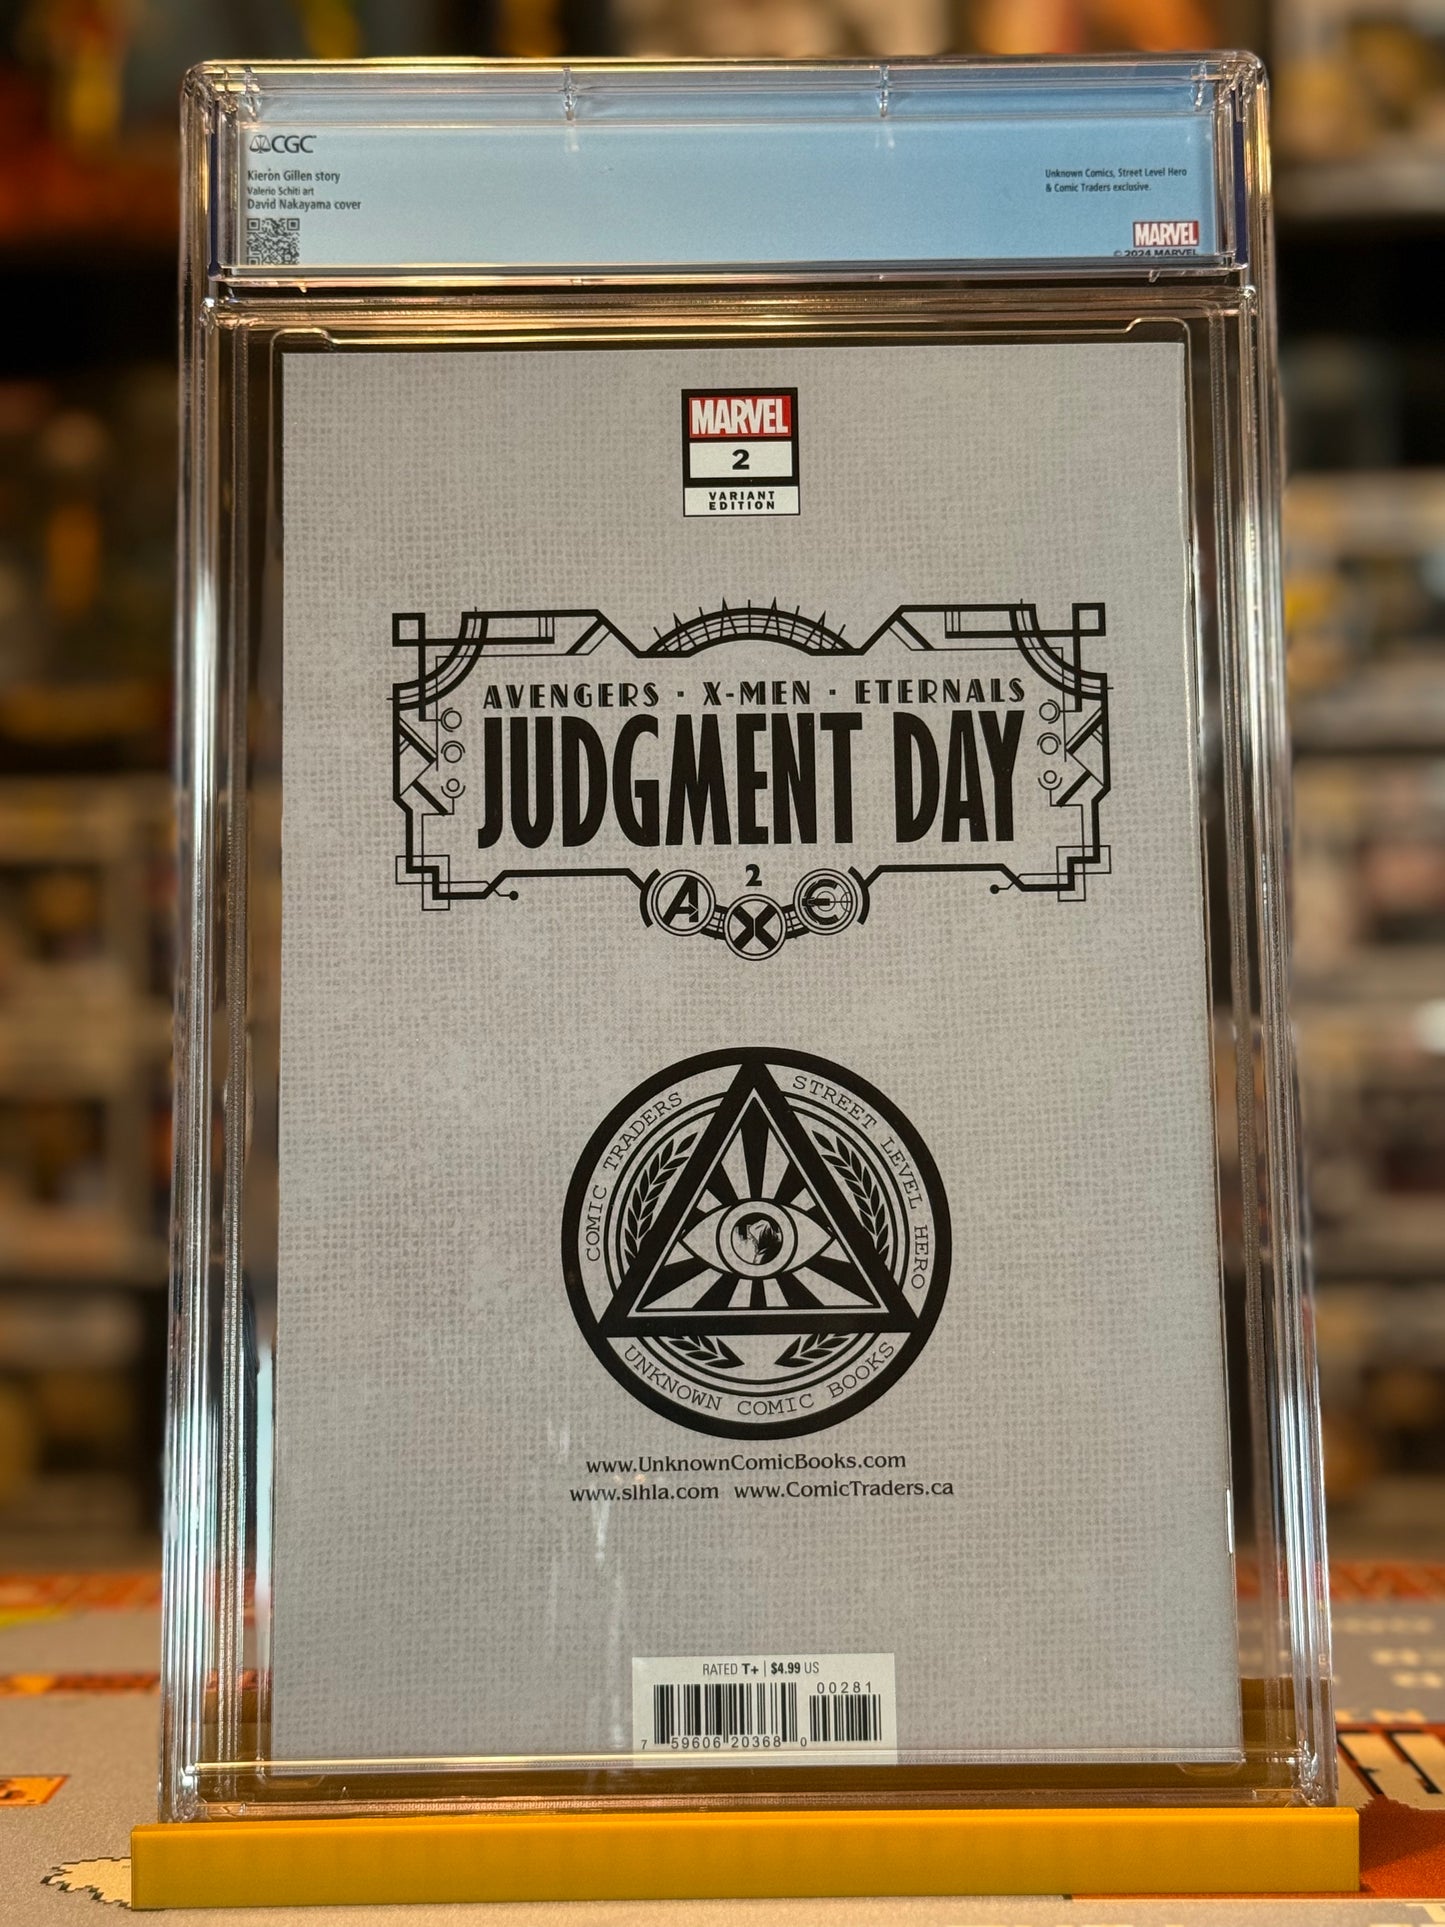 CGC
Kieron Gillen story
Valerio Schiti art
David Nakayama cover
Unknown Comics, Street Level Hero
& Comic Traders exclusive.
MARVEL
© 2024 MARVEL
MARVEL
2
VARIANT
EDITION
AVENGERS · X-MEN · ETERNALS
JUDGMENT DAY
2
A X E
COMIC TRADERS
STREET LEVEL HERO
UNKNOWN COMIC BOOKS
www.UnknownComicBooks.com
www.slhla.com www.ComicTraders.ca
RATED T+ | $4.99 US
00281
7 59606 20368 0